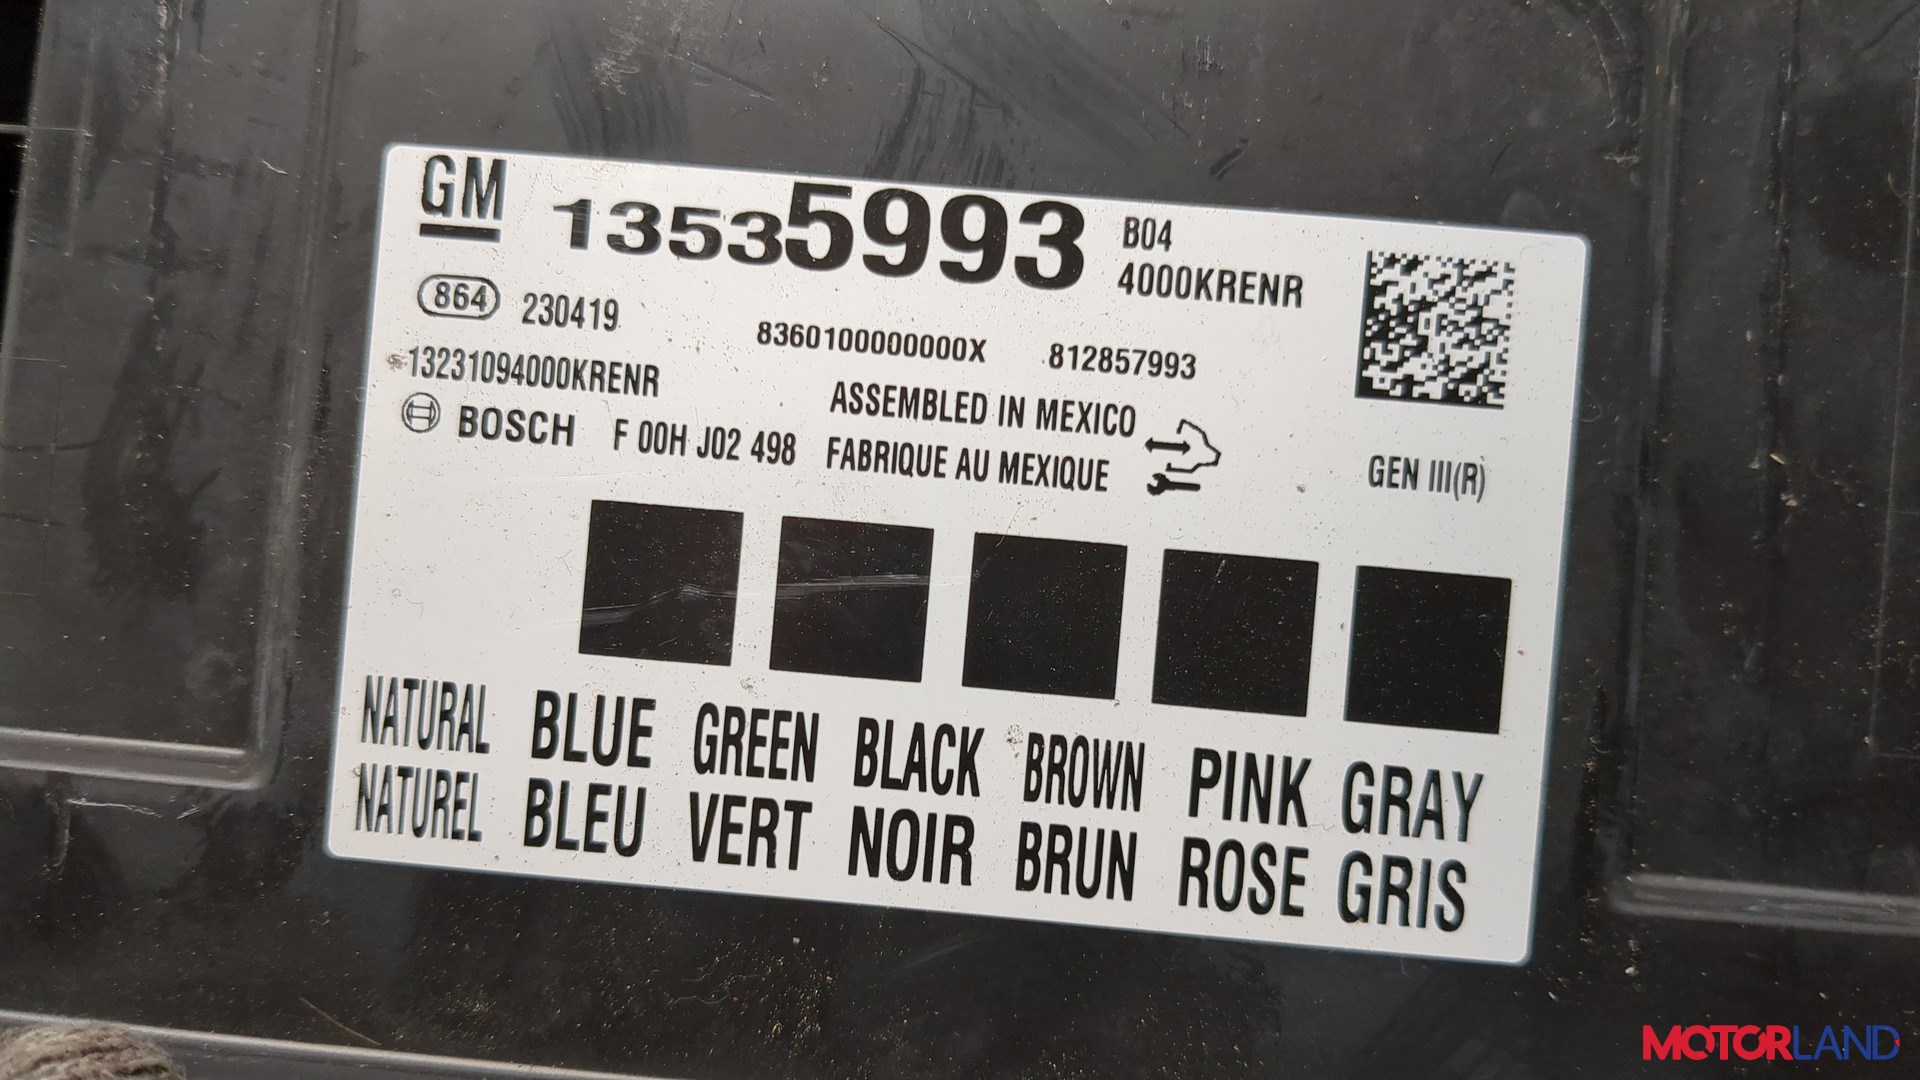 GM 13535993 B04
4000KRENR
864 230419 8360100000000X 812857993
13231094000KRENR
ASSEMBLED IN MEXICO
BOSCH F 00H J02 498 FABRIQUE AU MEXIQUE GEN III(R)
NATURAL BLUE GREEN BLACK BROWN PINK GRAY
NATUREL BLEU VERT NOIR BRUN ROSE GRIS
MOTORLAND